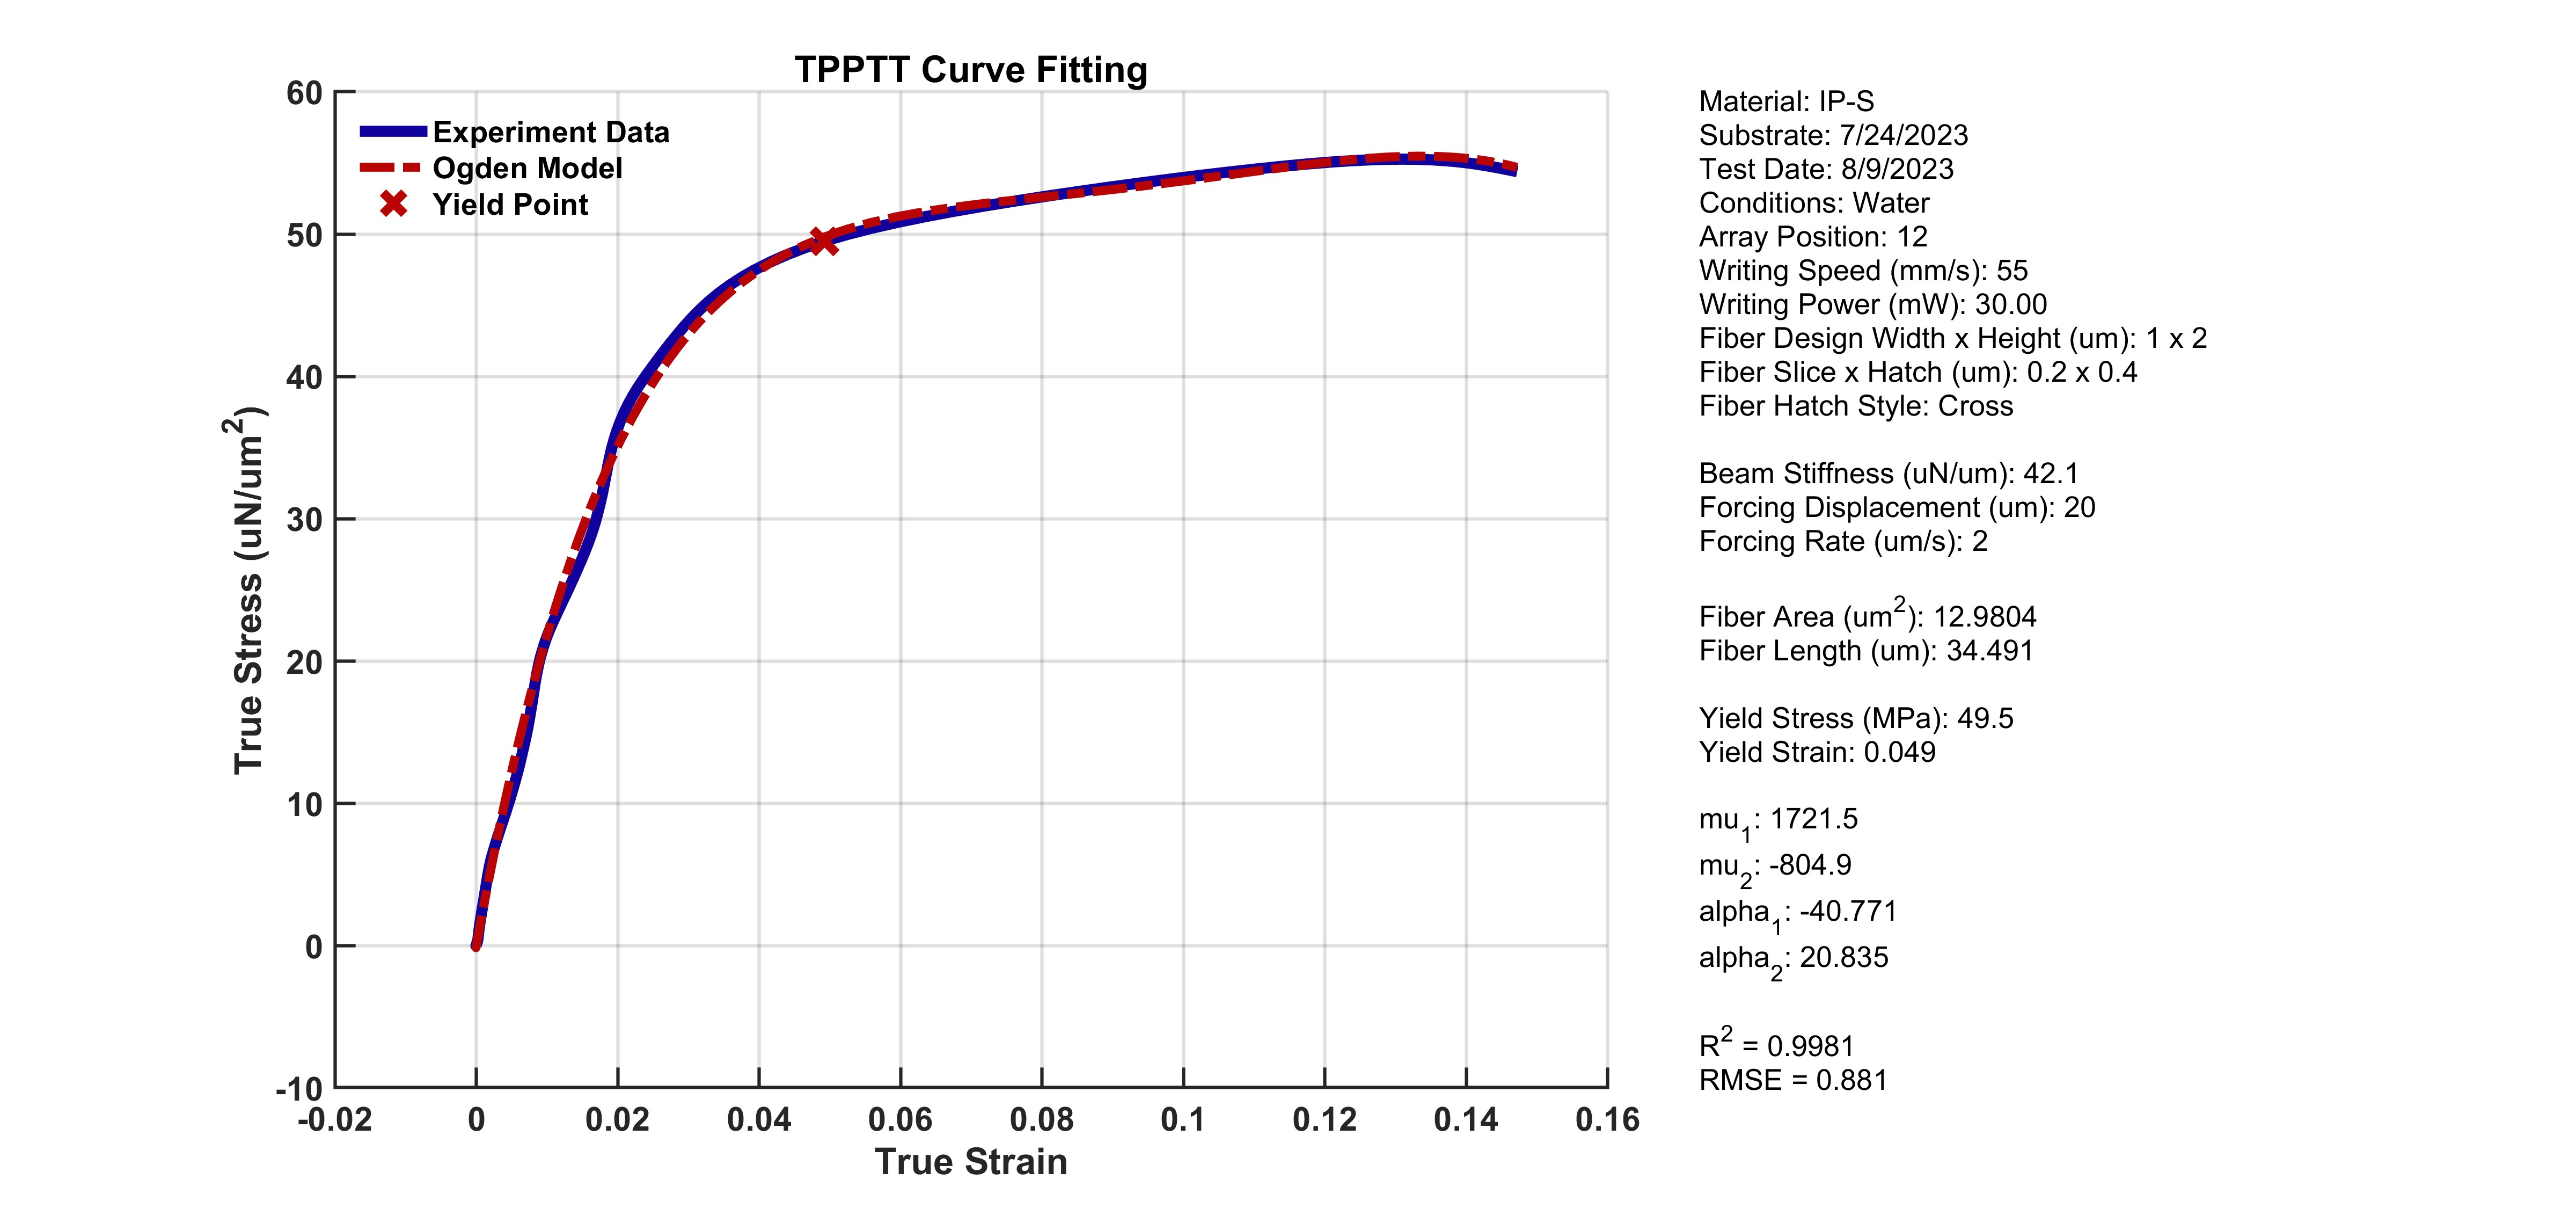 TPPTT Curve Fitting
60
50
40
30
20
10
0
-10
True Stress (uN/um²)
Experiment Data
Ogden Model
Yield Point
-0.02
0
0.02
0.04
0.06
0.08
0.1
0.12
0.14
0.16
True Strain
Material: IP-S
Substrate: 7/24/2023
Test Date: 8/9/2023
Conditions: Water
Array Position: 12
Writing Speed (mm/s): 55
Writing Power (mW): 30.00
Fiber Design Width x Height (um): 1 x 2
Fiber Slice x Hatch (um): 0.2 x 0.4
Fiber Hatch Style: Cross
Beam Stiffness (uN/um): 42.1
Forcing Displacement (um): 20
Forcing Rate (um/s): 2
Fiber Area (um²): 12.9804
Fiber Length (um): 34.491
Yield Stress (MPa): 49.5
Yield Strain: 0.049
mu₁: 1721.5
mu₂: -804.9
alpha₁: -40.771
alpha₂: 20.835
R² = 0.9981
RMSE = 0.881